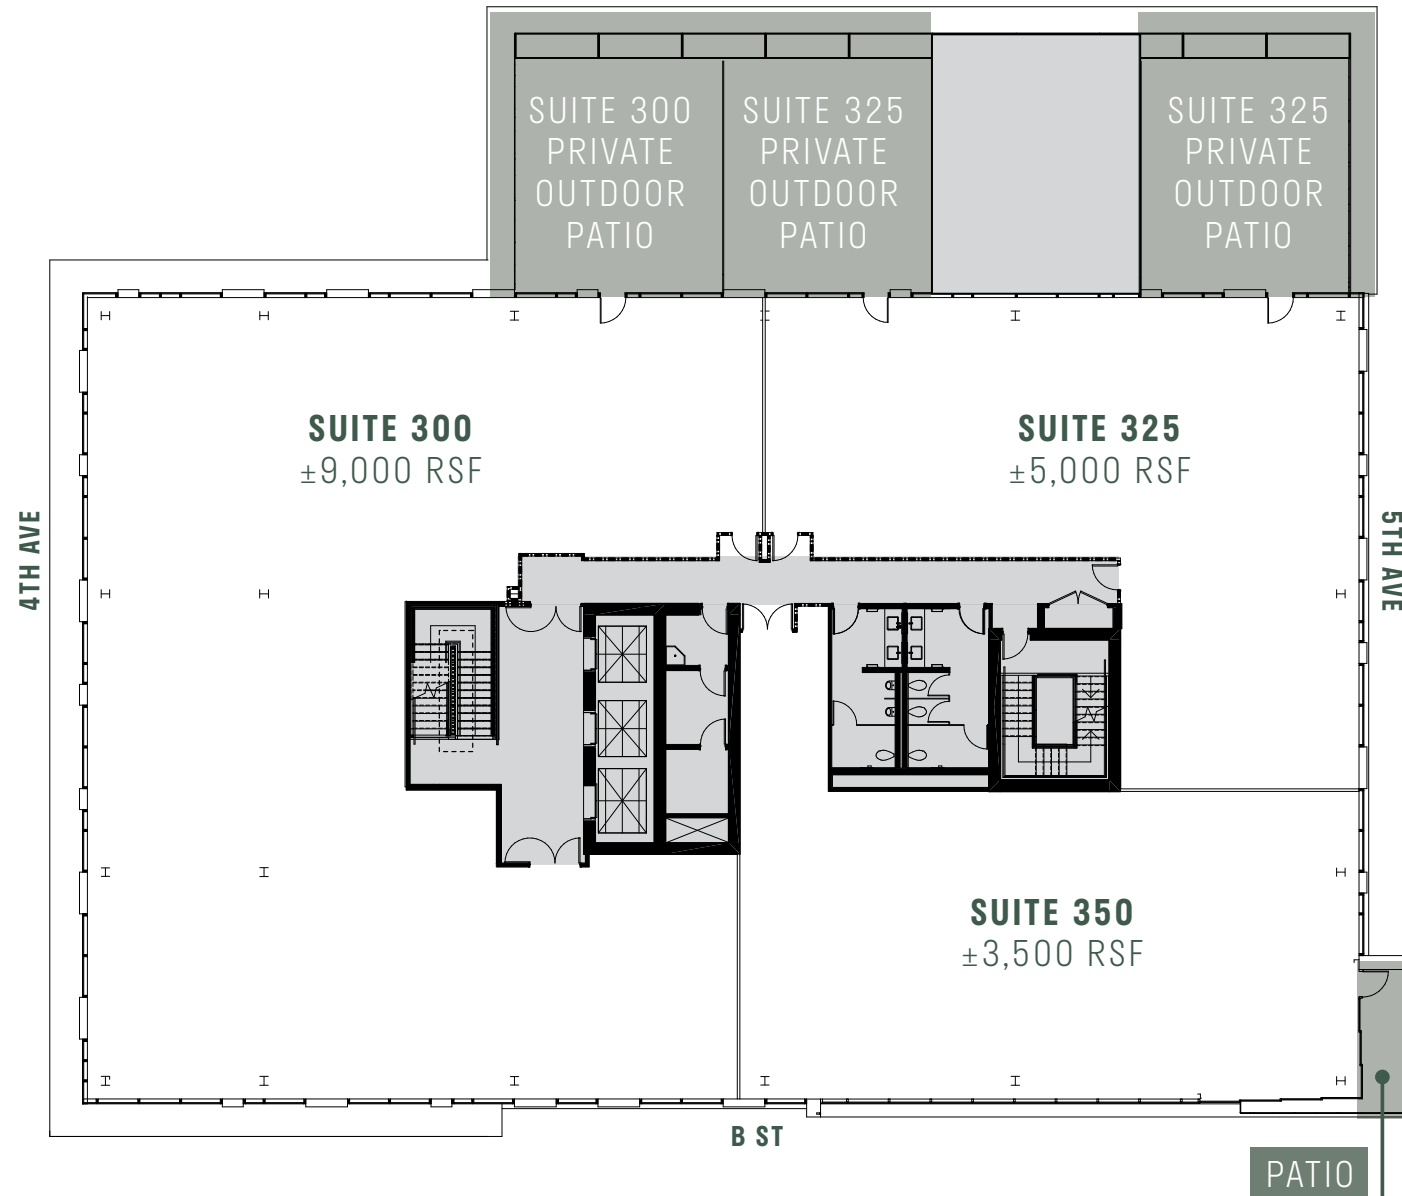 SUITE 300
PRIVATE
OUTDOOR
PATIO
SUITE 325
PRIVATE
OUTDOOR
PATIO
SUITE 325
PRIVATE
OUTDOOR
PATIO
SUITE 300
±9,000 RSF
SUITE 325
±5,000 RSF
4TH AVE
5TH AVE
SUITE 350
±3,500 RSF
B ST
PATIO